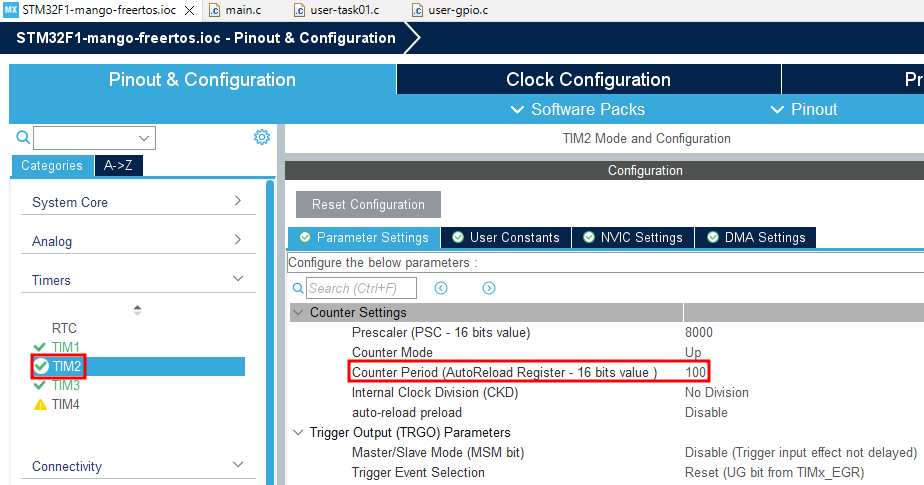 MX STM32F1-mango-freertos.ioc main.c user-task01.c user-gpio.c
STM32F1-mango-freertos.ioc - Pinout & Configuration
Pinout & Configuration Clock Configuration Pr
Software Packs Pinout
TIM2 Mode and Configuration
Categories A->Z
Configuration
System Core
Reset Configuration
Analog
Parameter Settings User Constants NVIC Settings DMA Settings
Configure the below parameters :
Timers
Search (Ctrl+F)
Counter Settings
RTC
Prescaler (PSC - 16 bits value) 8000
TIM1
Counter Mode Up
TIM2
Counter Period (AutoReload Register - 16 bits value ) 100
TIM3
Internal Clock Division (CKD) No Division
TIM4
auto-reload preload Disable
Trigger Output (TRGO) Parameters
Master/Slave Mode (MSM bit) Disable (Trigger input effect not delayed)
Connectivity
Trigger Event Selection Reset (UG bit from TIMx_EGR)